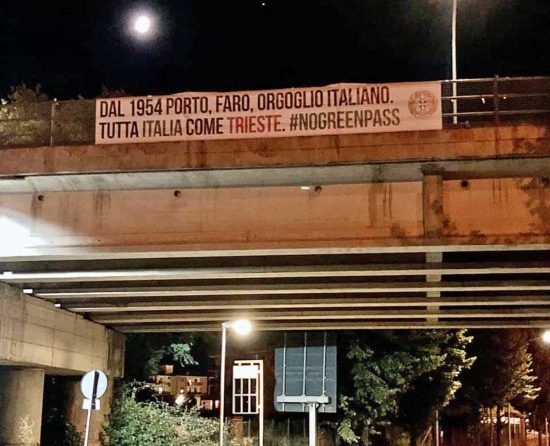 DAL 1954 PORTO, FARO, ORGOGLIO ITALIANO.
TUTTA ITALIA COME TRIESTE. #NOGREENPASS